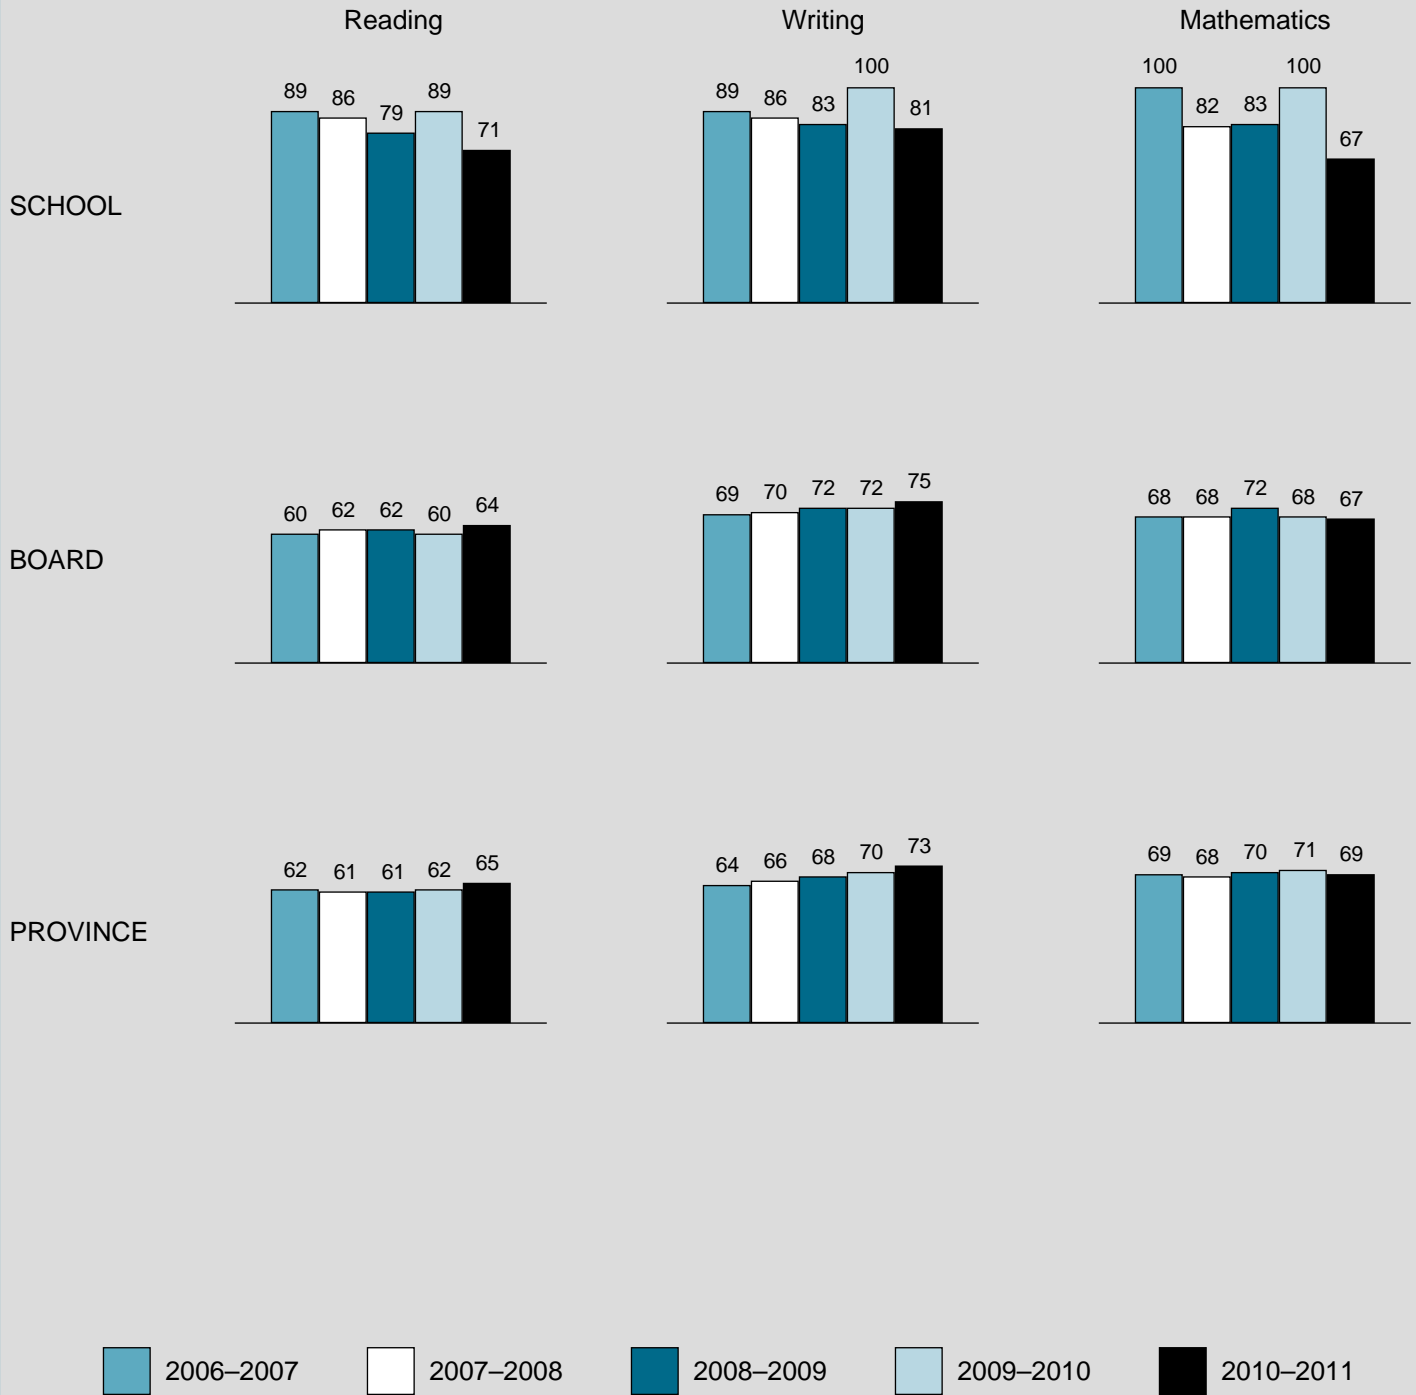 Reading Writing Mathematics
89 86 79 89 71 89 86 83 100 81 100 82 83 100 67
SCHOOL
60 62 62 60 64 69 70 72 72 75 68 68 72 68 67
BOARD
62 61 61 62 65 64 66 68 70 73 69 68 70 71 69
PROVINCE
2006–2007 2007–2008 2008–2009 2009–2010 2010–2011